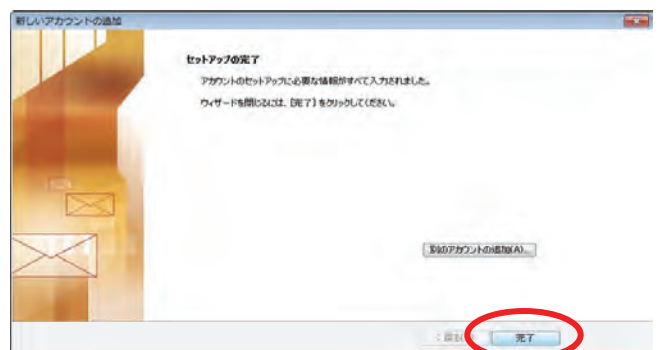 新しいアカウントの追加
セットアップの完了
アカウントのセットアップに必要な情報がすべて入力されました。
ウィザードを閉じるには、[完了] をクリックしてください。
別のアカウントの追加(A)...
完了